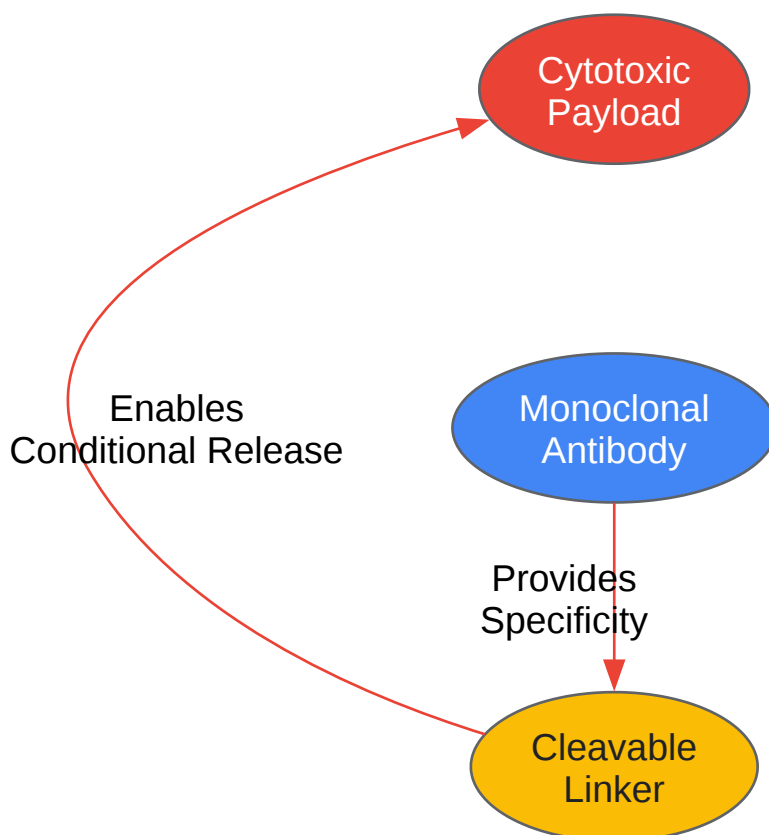 Cytotoxic
Payload
Enables
Conditional Release
Monoclonal
Antibody
Provides
Specificity
Cleavable
Linker